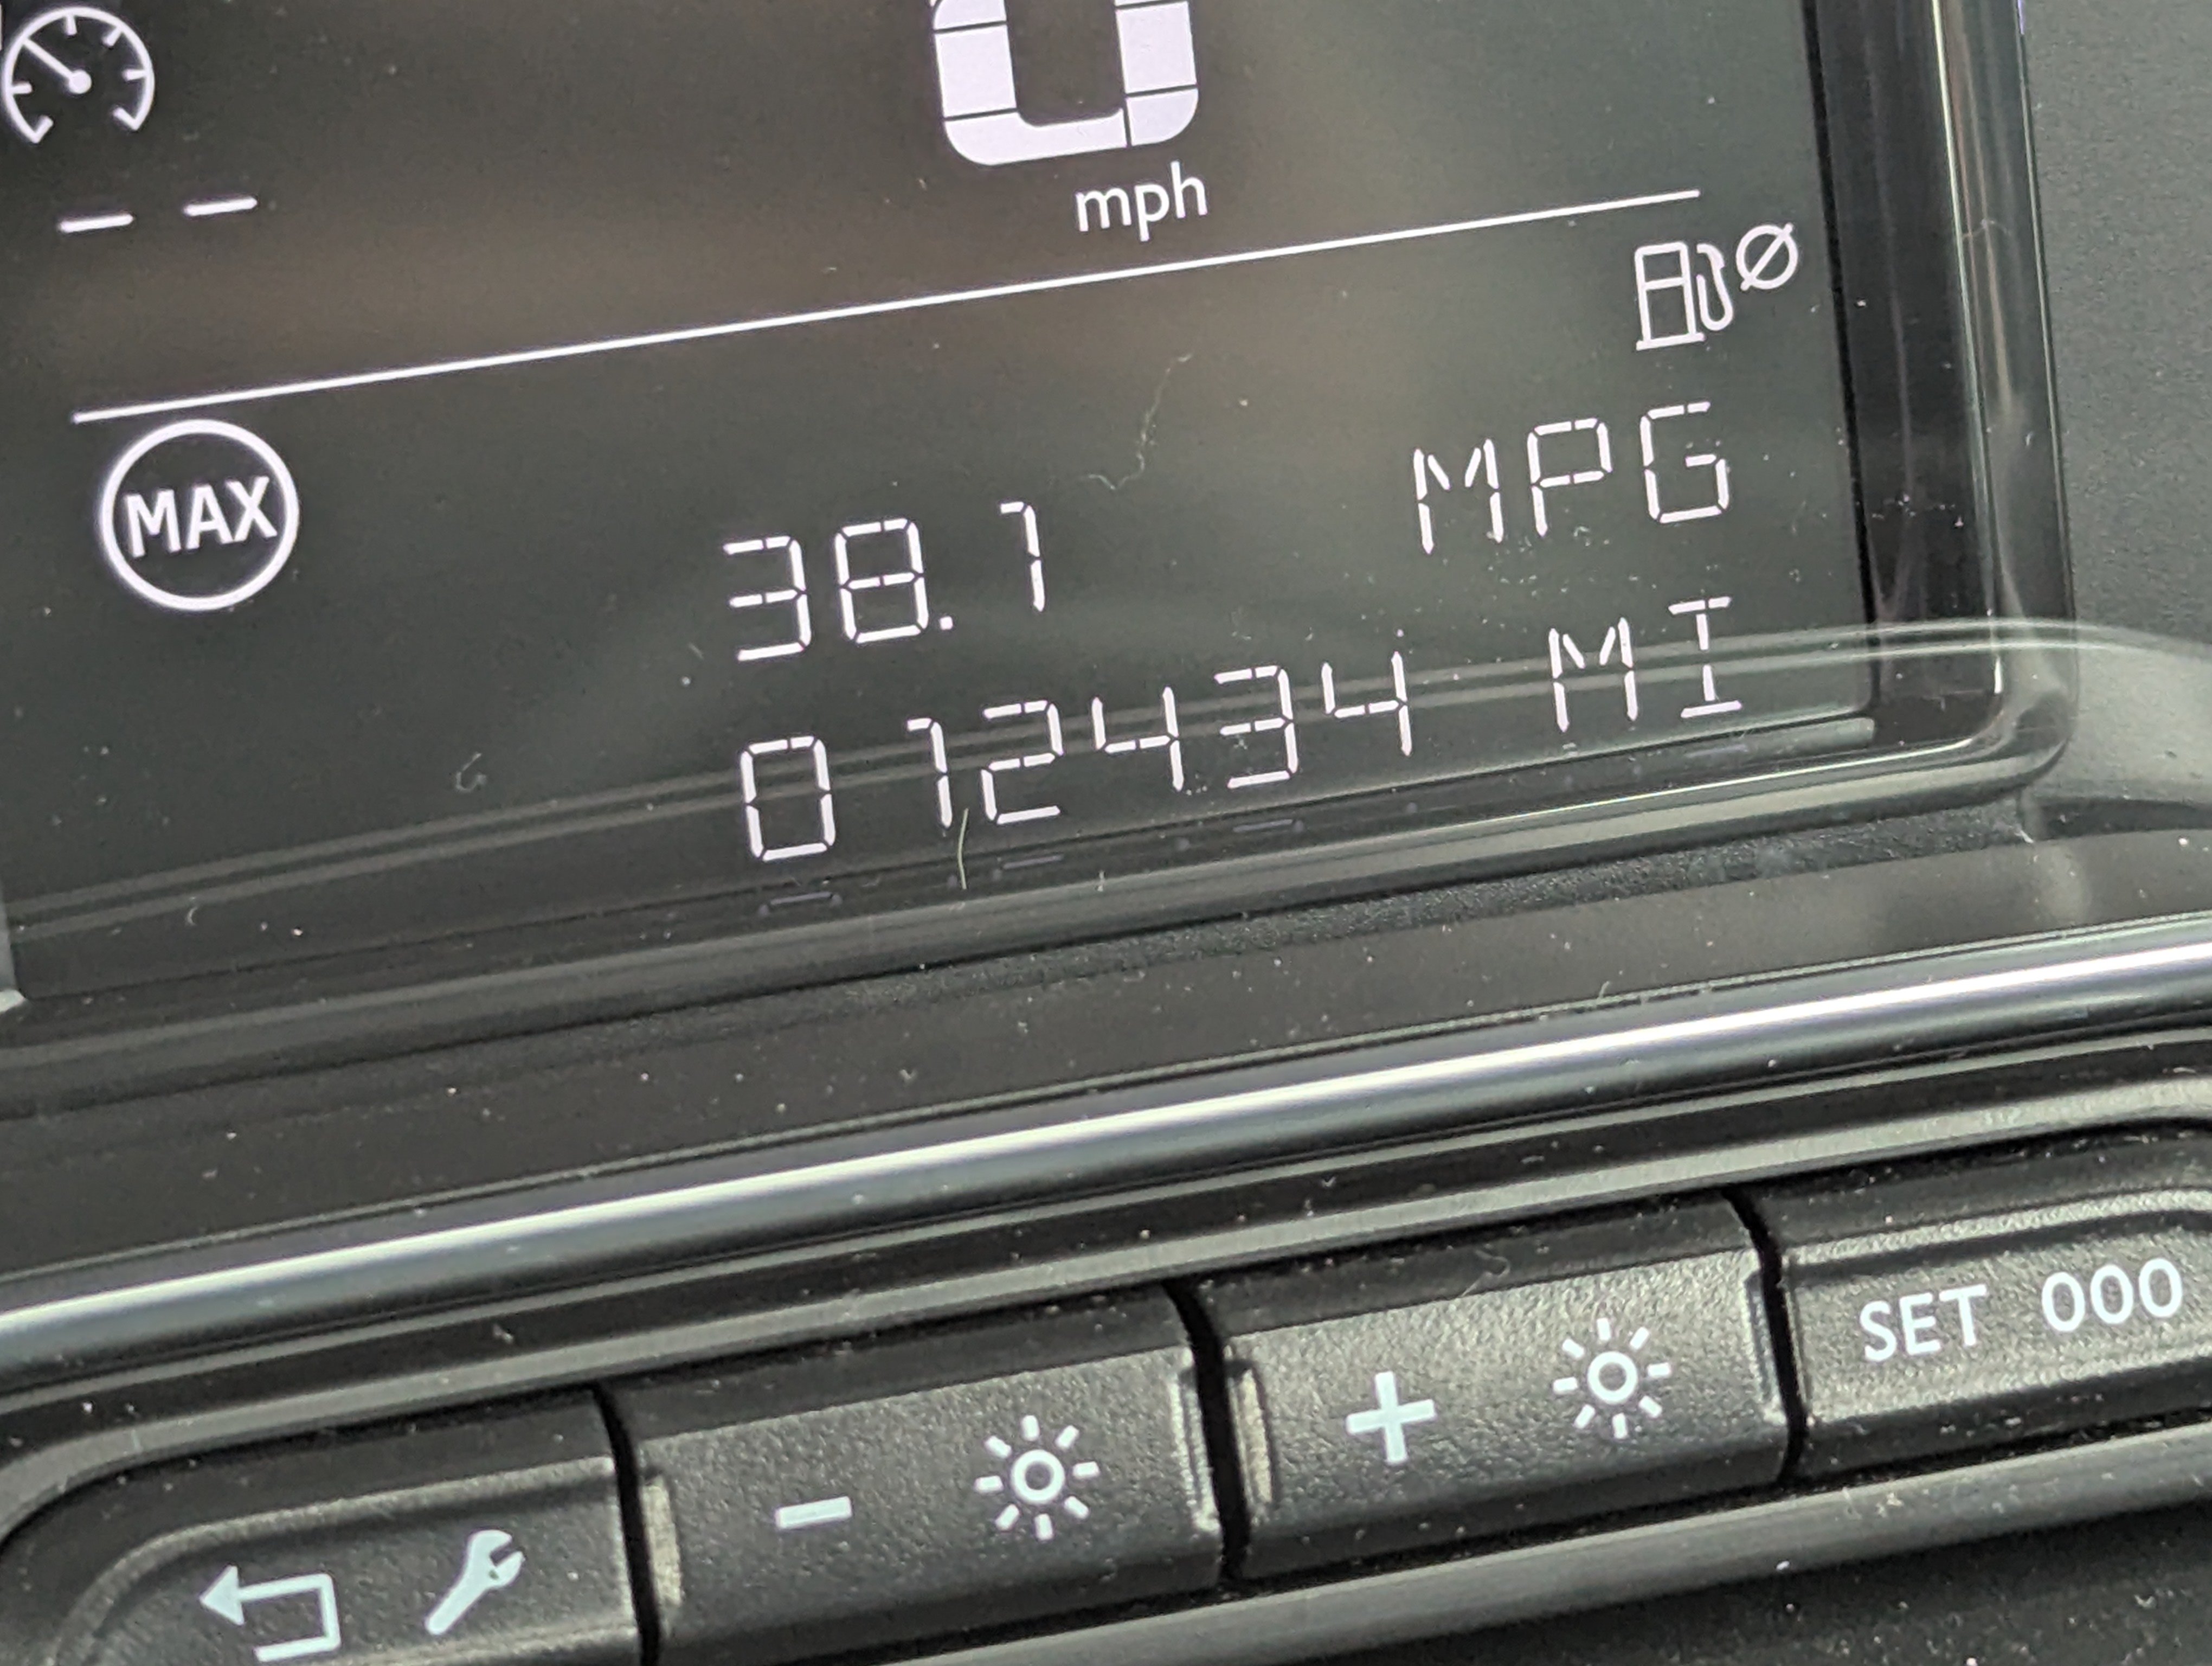 0
mph
-- --
MAX
38.1 MPG
012434 MI
- +
SET 000